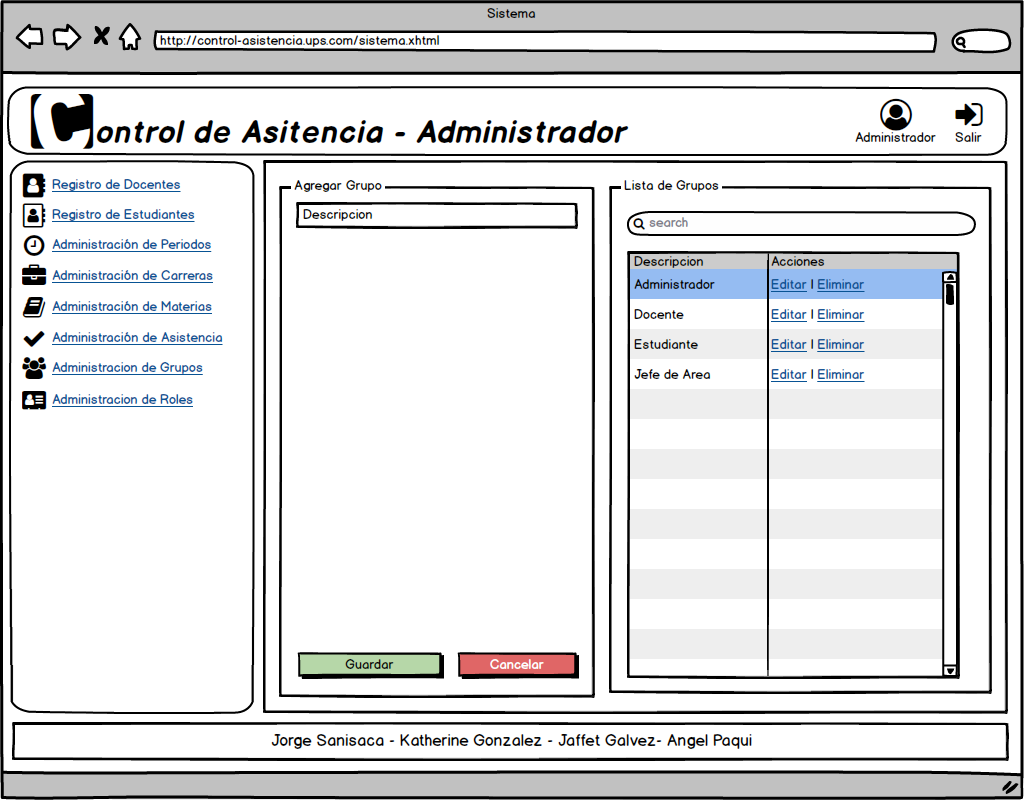 Sistema
http://control-asistencia.ups.com/sistema.xhtml
Control de Asitencia - Administrador
Administrador
Salir
Registro de Docentes
Registro de Estudiantes
Administración de Periodos
Administración de Carreras
Administración de Materias
Administración de Asistencia
Administracion de Grupos
Administracion de Roles
Agregar Grupo
Descripcion
Guardar
Cancelar
Lista de Grupos
search
Descripcion Acciones
Administrador Editar | Eliminar
Docente Editar | Eliminar
Estudiante Editar | Eliminar
Jefe de Area Editar | Eliminar
Jorge Sanisaca - Katherine Gonzalez - Jaffet Galvez- Angel Paqui